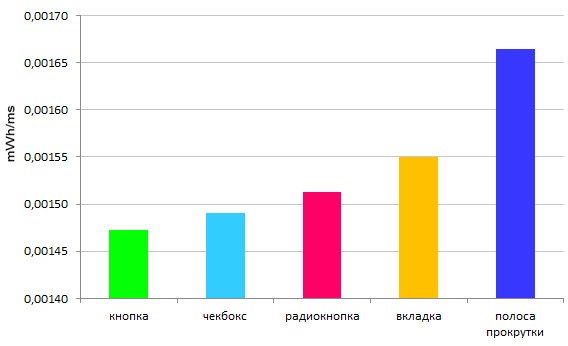 0,00170
0,00165
0,00160
0,00155
0,00150
0,00145
0,00140
mWh/ms
кнопка
чекбокс
радиокнопка
вкладка
полоса
прокрутки